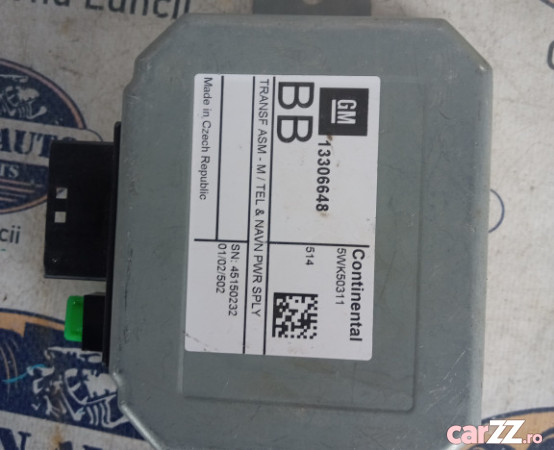 GM
13306648
BB
TRANSF ASM - M / TEL & NAVN PWR SPLY
Made in Czech Republic
Continental
5WK50311
514
SN: 45150232
01/02/502
carZZ.ro